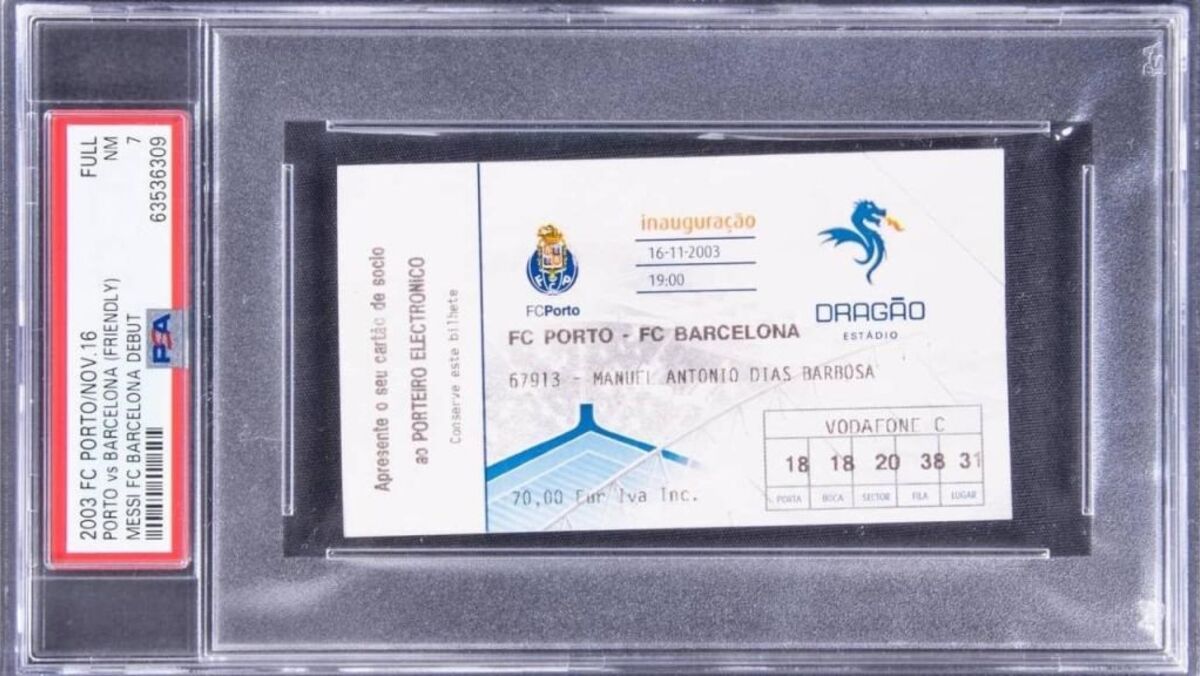 2003 FC PORTO/NOV.16 FULL
PORTO vs BARCELONA (FRIENDLY) NM
MESSI FC BARCELONA DEBUT 7
63536309
PSA
Apresente o seu cartão de socio
ao PORTEIRO ELECTRONICO
Conserve este bilhete
FCP
FCPorto
inauguração
16-11-2003
19:00
DRAGÃO
ESTÁDIO
FC PORTO - FC BARCELONA
67913 - MANUEL ANTONIO DIAS BARBOSA
VODAFONE C
18 18 20 38 31
PORTA BOCA SECTOR FILA LUGAR
70,00 Eur Iva Inc.